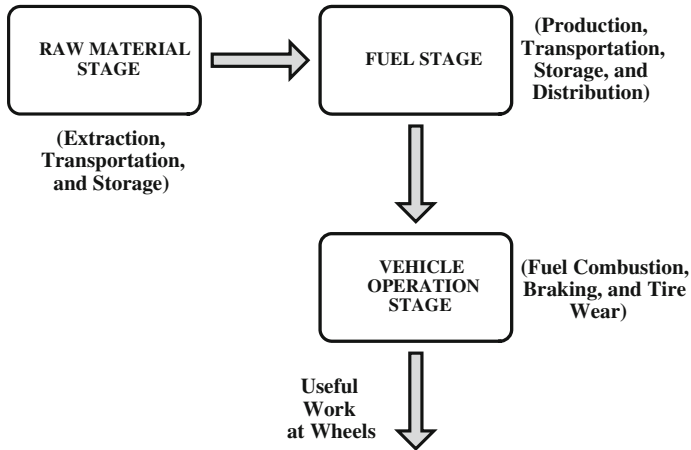 RAW MATERIAL
STAGE
(Extraction,
Transportation,
and Storage)
FUEL STAGE
(Production,
Transportation,
Storage, and
Distribution)
VEHICLE
OPERATION
STAGE
(Fuel Combustion,
Braking, and Tire
Wear)
Useful
Work
at Wheels